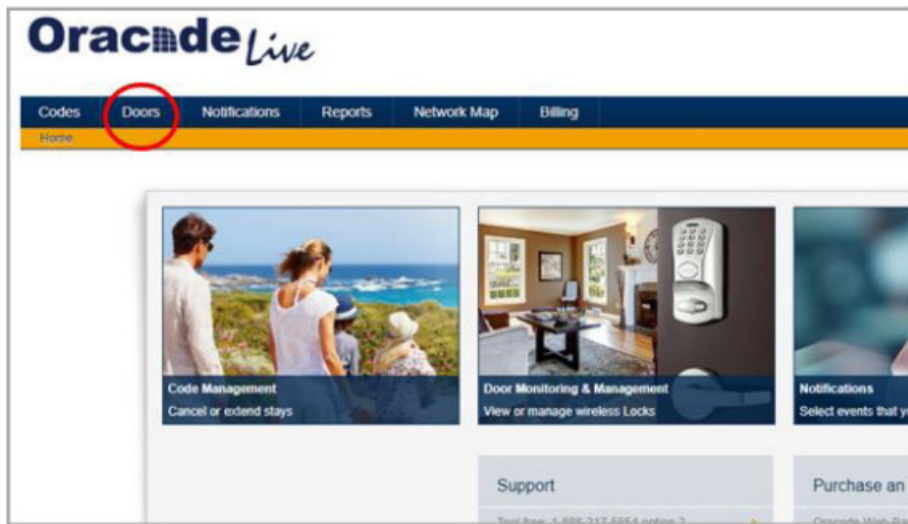 Oracode Live
Codes Doors Notifications Reports Network Map Billing
Home
Code Management
Cancel or extend stays
Door Monitoring & Management
View or manage wireless Locks
Notifications
Select events that
Support
Purchase an